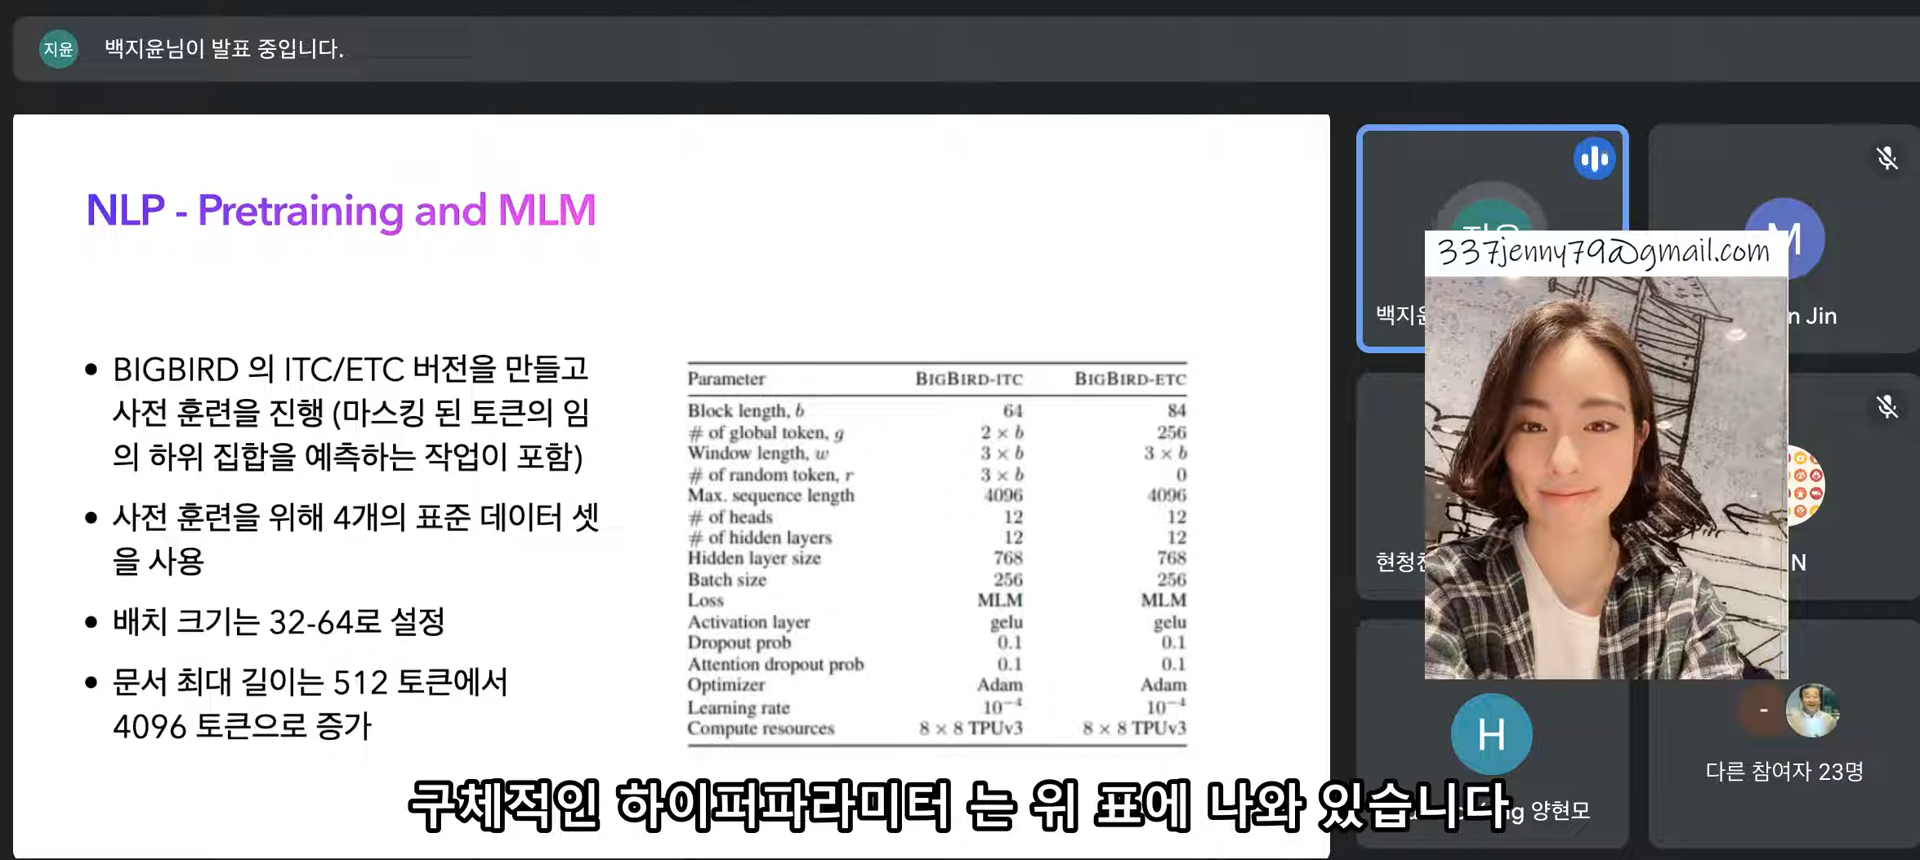 지윤
백지윤님이 발표 중입니다.
NLP - Pretraining and MLM
• BIGBIRD 의 ITC/ETC 버전을 만들고
사전 훈련을 진행 (마스킹 된 토큰의 임
의 하위 집합을 예측하는 작업이 포함)
• 사전 훈련을 위해 4개의 표준 데이터 셋
을 사용
• 배치 크기는 32-64로 설정
• 문서 최대 길이는 512 토큰에서
4096 토큰으로 증가
Parameter BIGBIRD-ITC BIGBIRD-ETC
Block length, b 64 84
# of global token, g 2 × b 256
Window length, w 3 × b 3 × b
# of random token, r 3 × b 0
Max. sequence length 4096 4096
# of heads 12 12
# of hidden layers 12 12
Hidden layer size 768 768
Batch size 256 256
Loss MLM MLM
Activation layer gelu gelu
Dropout prob 0.1 0.1
Attention dropout prob 0.1 0.1
Optimizer Adam Adam
Learning rate 10⁻⁴ 10⁻⁴
Compute resources 8 × 8 TPUv3 8 × 8 TPUv3
337jenny79@gmail.com
M
백지윤
n Jin
현청천
N
H
-
다른 참여자 23명
양현모
구체적인 하이퍼파라미터 는 위 표에 나와 있습니다